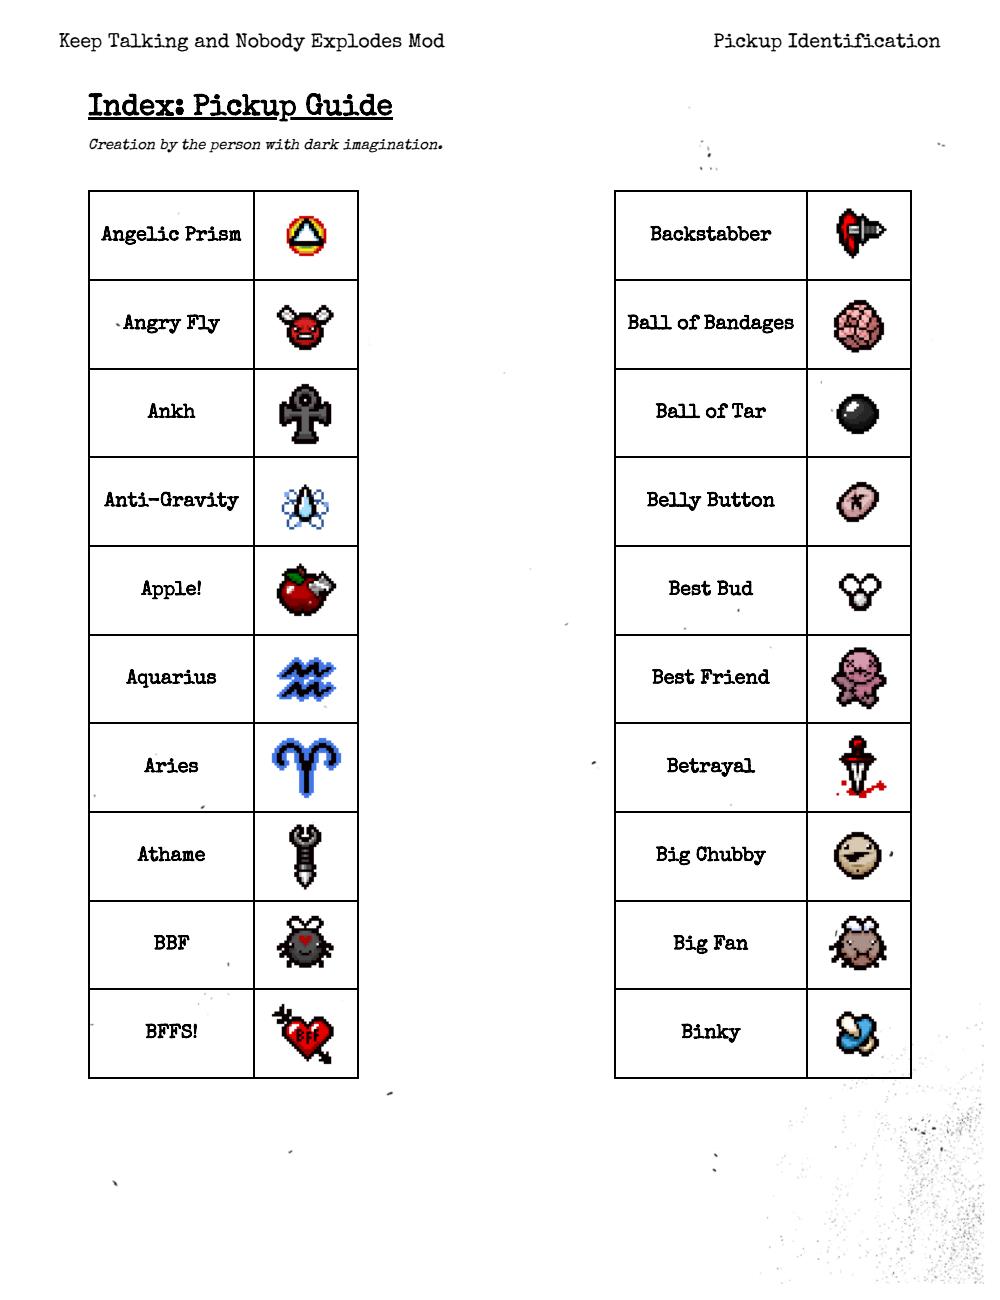 Keep Talking and Nobody Explodes Mod
Pickup Identification
Index: Pickup Guide
Creation by the person with dark imagination.
Angelic Prism
Angry Fly
Ankh
Anti-Gravity
Apple!
Aquarius
Aries
Athame
BBF
BFFS!
BFF
Backstabber
Ball of Bandages
Ball of Tar
Belly Button
Best Bud
Best Friend
Betrayal
Big Chubby
Big Fan
Binky